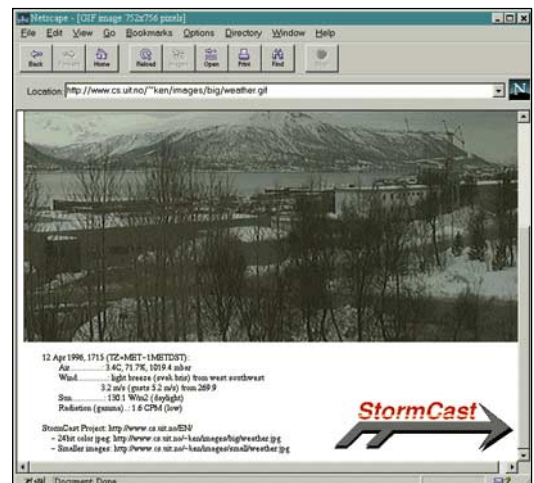 Netscape - [GIF image 752x756 pixels]
File Edit View Go Bookmarks Options Directory Window Help
Back Forward Home Reload Images Open Print Find Stop
Location: http://www.cs.uit.no/~ken/images/big/weather.gif
N
12 Apr 1996, 1715 (TZ=MET-1METDST):
Air..............: 3.4C, 71.7%, 1019.4 mbar
Wind...........: light breeze (svak bris) from west southwest
3.2 m/s (gusts 5.2 m/s) from 269.9
Sun..............: 130.1 W/m2 (daylight)
Radiation (gamma)..: 1.6 CPM (low)
StormCast Project: http://www.cs.uit.no/EN/
- 24bit color jpeg: http://www.cs.uit.no/~ken/images/big/weather.jpg
- Smaller images: http://www.cs.uit.no/~ken/images/small/weather.jpg
StormCast
Document: Done